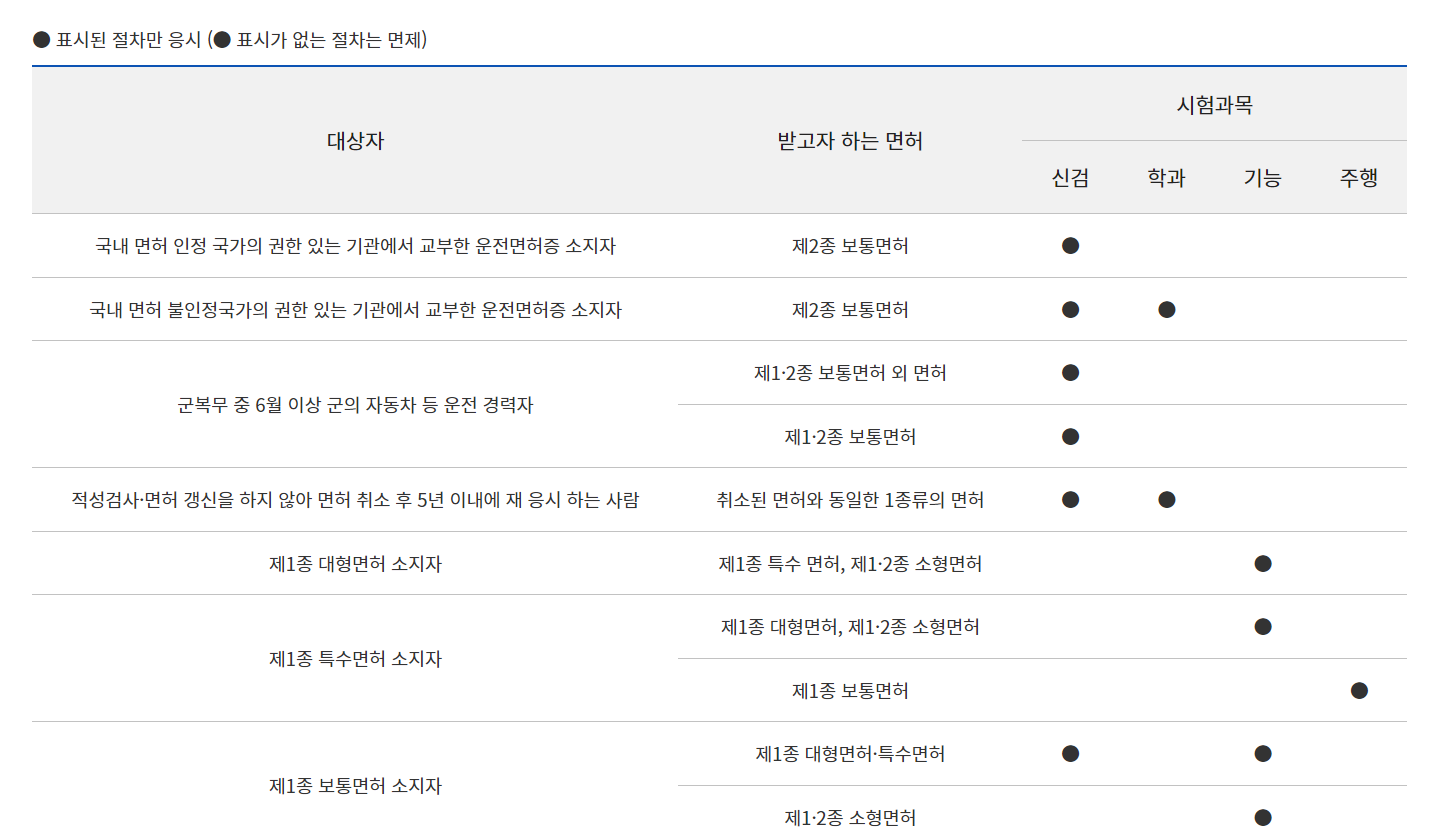 ● 표시된 절차만 응시 (● 표시가 없는 절차는 면제)
대상자 받고자 하는 면허 시험과목
신검 학과 기능 주행
국내 면허 인정 국가의 권한 있는 기관에서 교부한 운전면허증 소지자 제2종 보통면허 ●
국내 면허 불인정국가의 권한 있는 기관에서 교부한 운전면허증 소지자 제2종 보통면허 ● ●
군복무 중 6월 이상 군의 자동차 등 운전 경력자 제1·2종 보통면허 외 면허 ●
제1·2종 보통면허 ●
적성검사·면허 갱신을 하지 않아 면허 취소 후 5년 이내에 재 응시 하는 사람 취소된 면허와 동일한 1종류의 면허 ● ●
제1종 대형면허 소지자 제1종 특수 면허, 제1·2종 소형면허 ●
제1종 특수면허 소지자 제1종 대형면허, 제1·2종 소형면허 ●
제1종 보통면허 ●
제1종 보통면허 소지자 제1종 대형면허·특수면허 ● ●
제1·2종 소형면허 ●